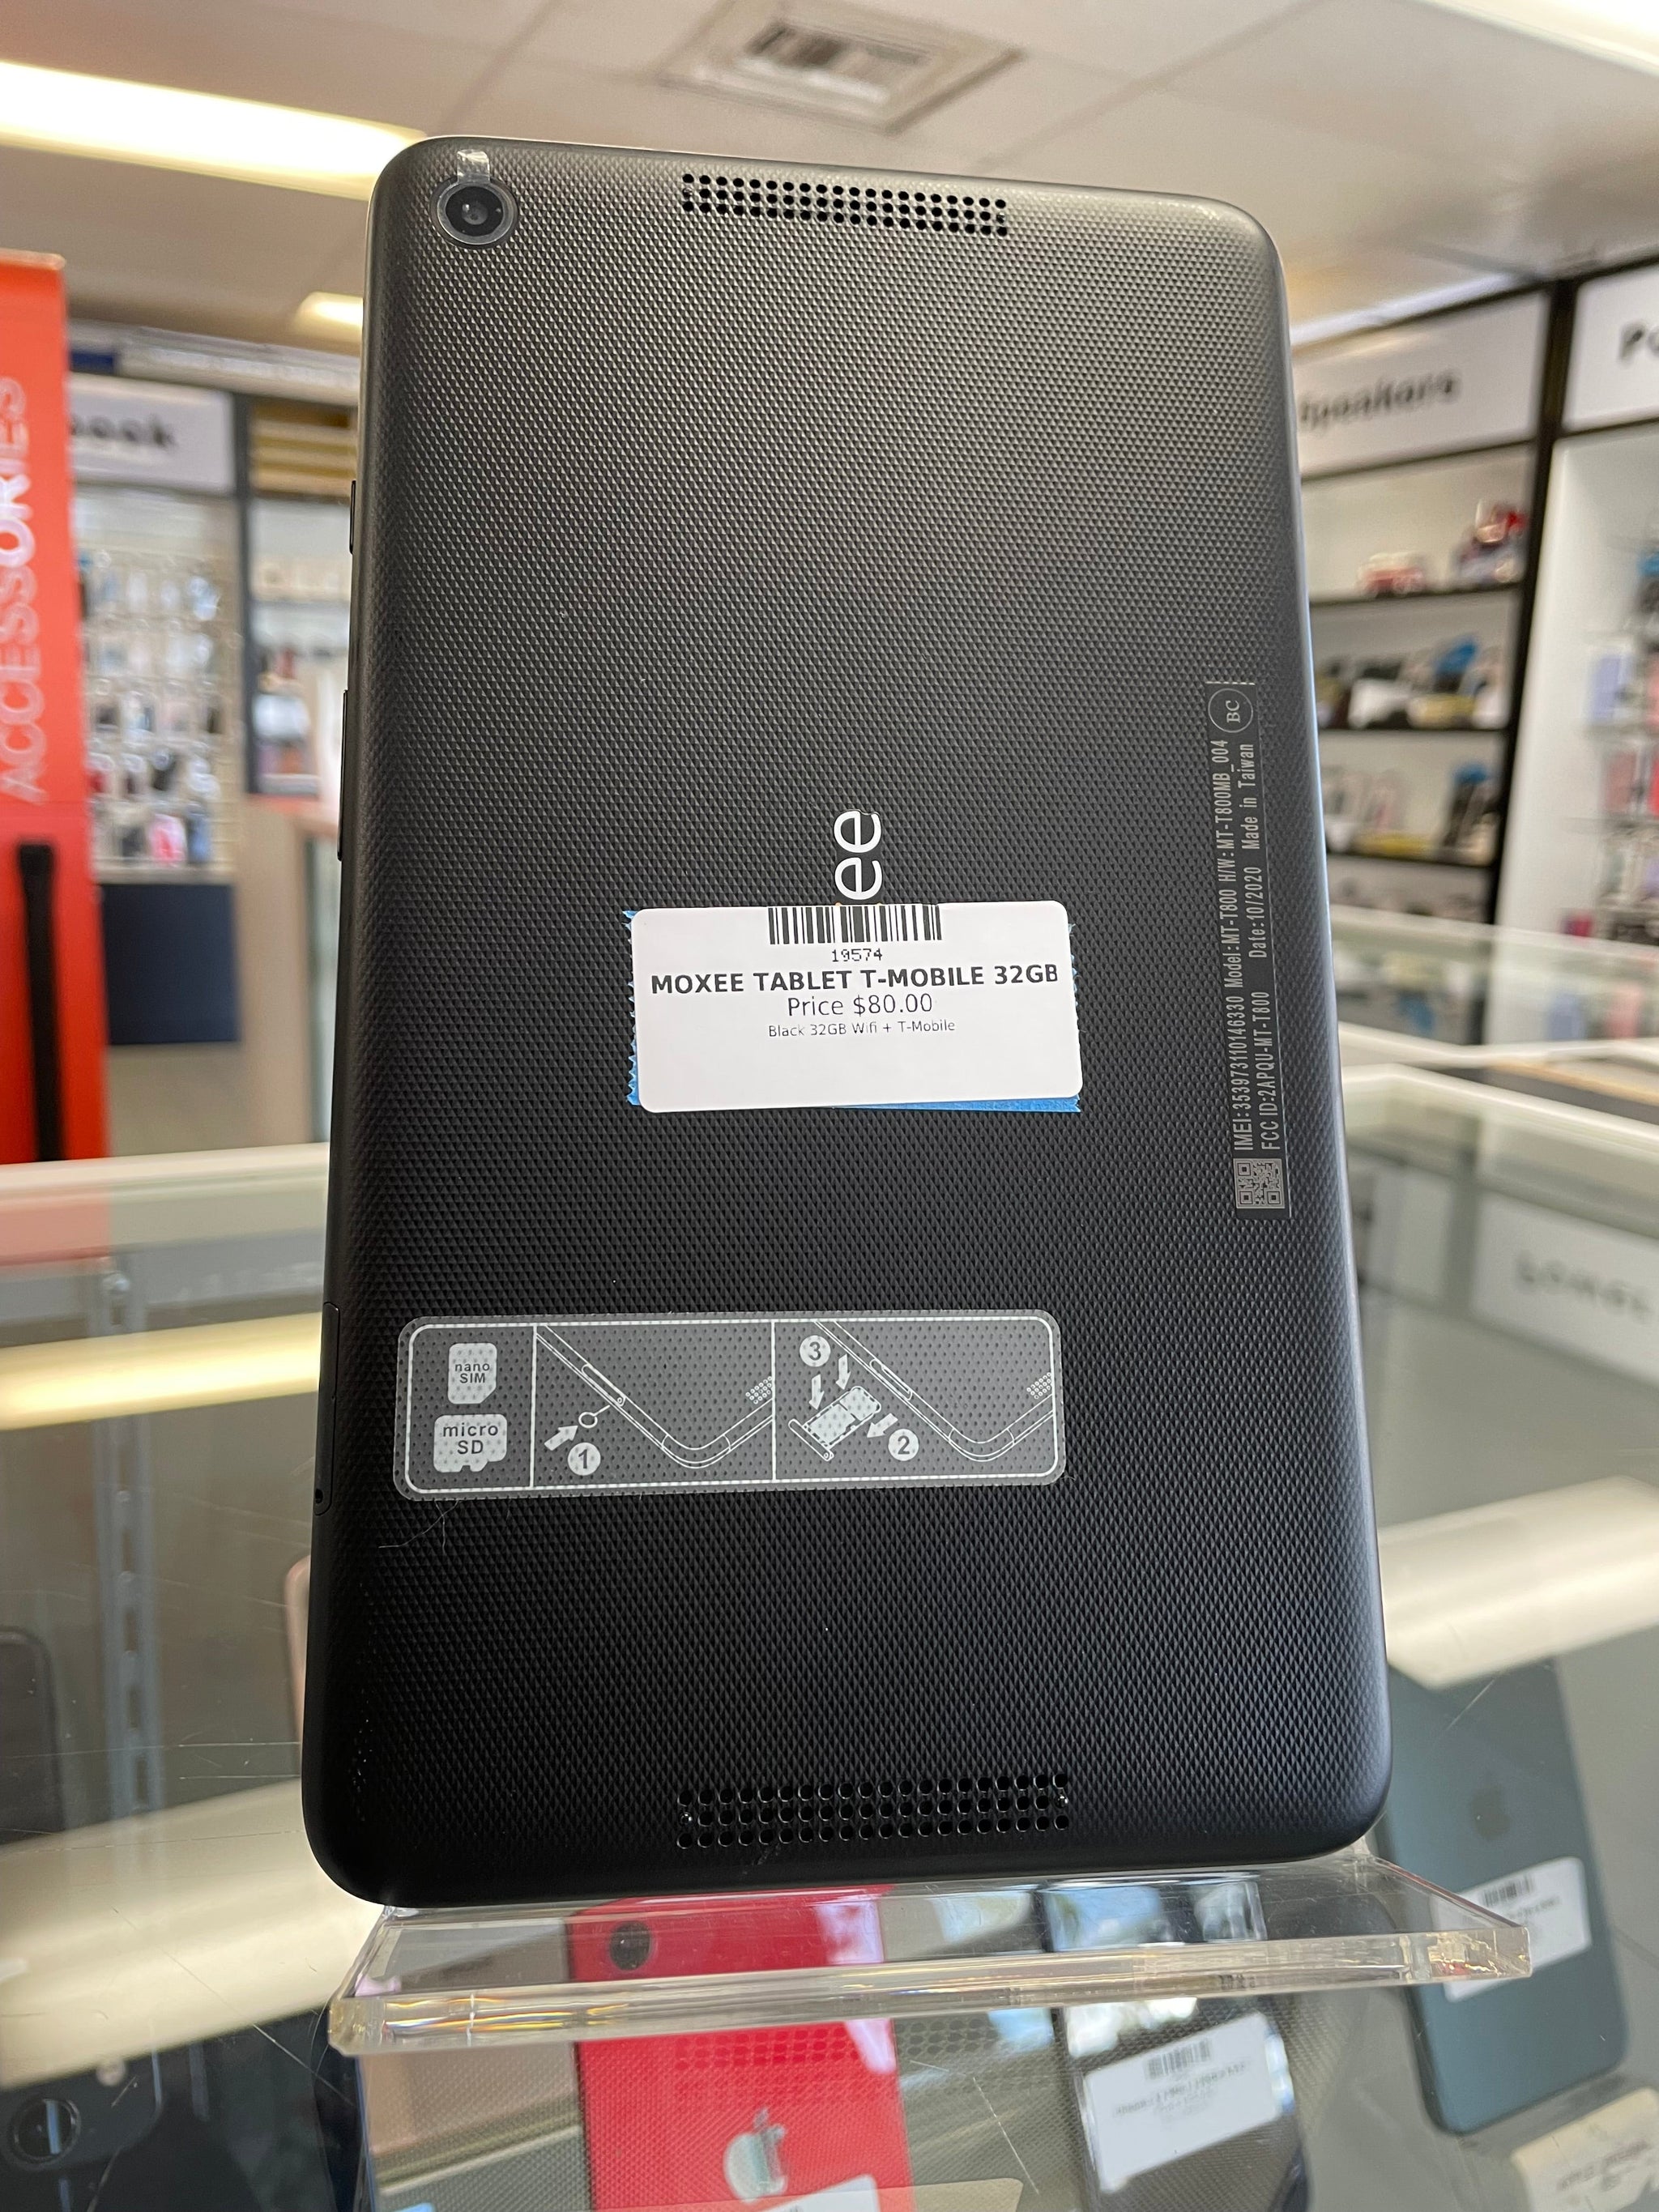 ACCESSORIES
Speakers
ee
19574
MOXEE TABLET T-MOBILE 32GB
Price $80.00
Black 32GB Wifi + T-Mobile
IMEI:353973110146330 Model:MT-T800 H/W:MT-T800MB_004
FCC ID:2APQU-MT-T800 Date:10/2020 Made in Taiwan
BC
nano
SIM
micro
SD
1
3
2